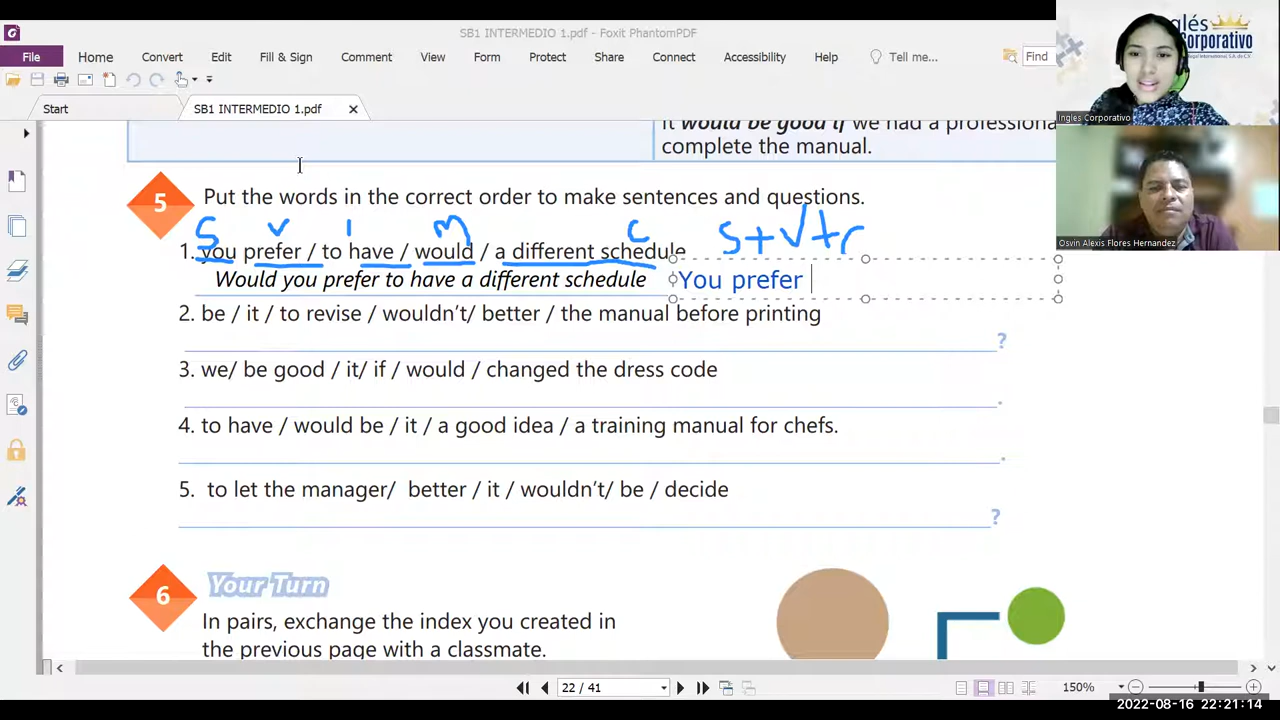 SB1 INTERMEDIO 1.pdf - Foxit PhantomPDF
File Home Convert Edit Fill & Sign Comment View Form Protect Share Connect Accessibility Help Tell me... Find
Start SB1 INTERMEDIO 1.pdf
it would be good if we had a professional
complete the manual.
5 Put the words in the correct order to make sentences and questions.
S V I M C S+V+r
1. you prefer / to have / would / a different schedule
Would you prefer to have a different schedule You prefer
2. be / it / to revise / wouldn't/ better / the manual before printing
?
3. we/ be good / it/ if / would / changed the dress code
.
4. to have / would be / it / a good idea / a training manual for chefs.
.
5. to let the manager/ better / it / wouldn't/ be / decide
?
6 Your Turn
In pairs, exchange the index you created in
the previous page with a classmate.
glés
Corporativo
Ingles Corporativo
Osvin Alexis Flores Hernandez
22 / 41
150%
2022-08-16 22:21:14